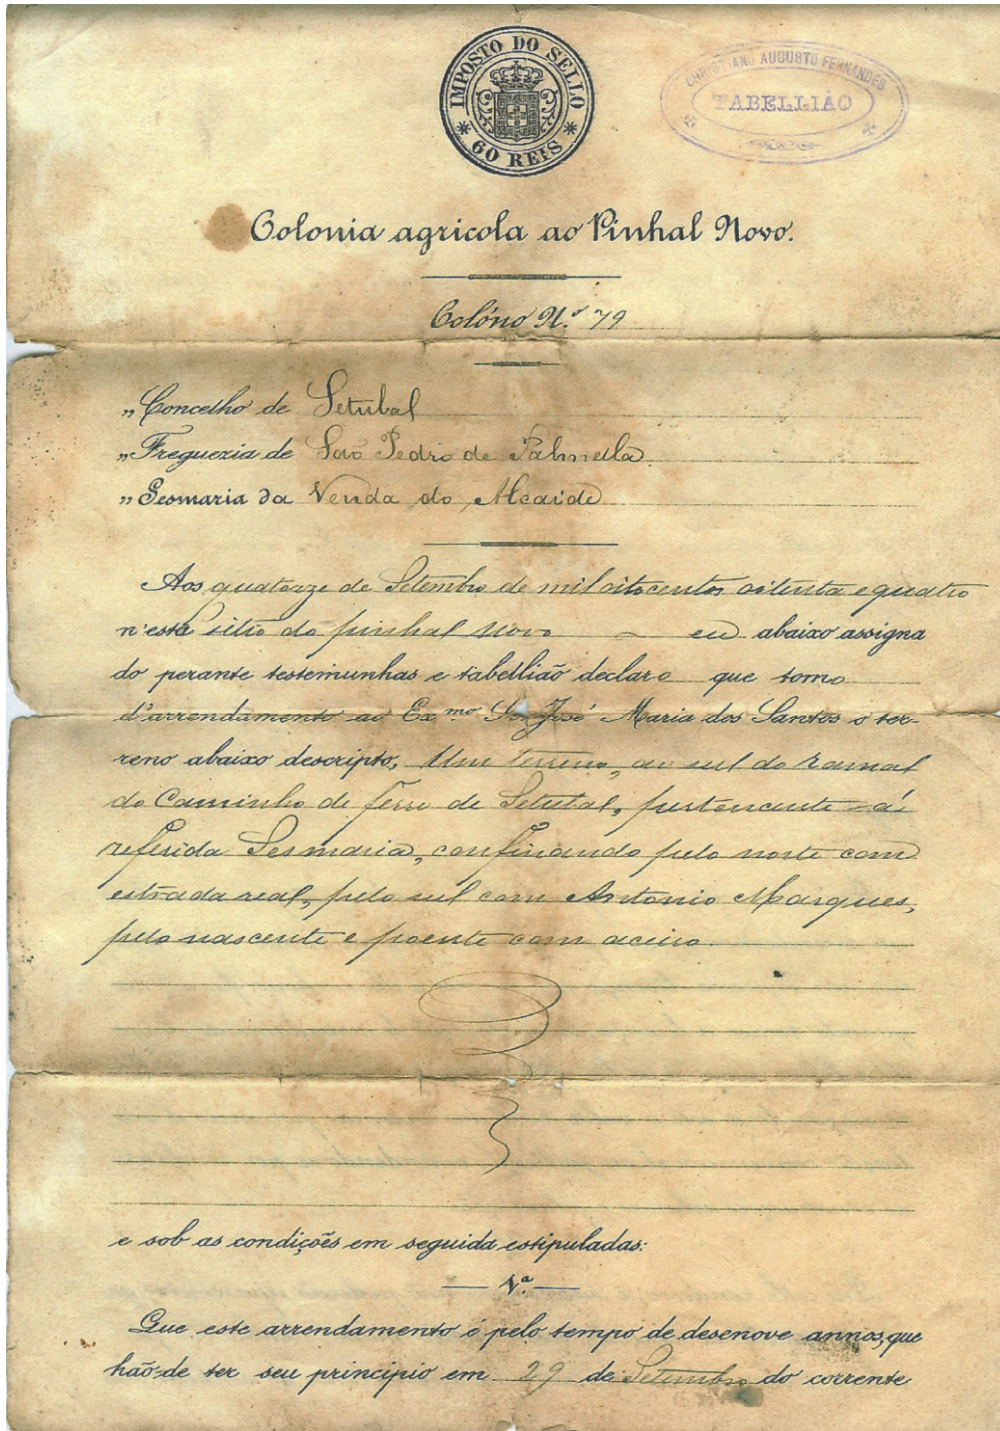 IMPOSTO DO SELLO
60 REIS
CHRISTIANO AUGUSTO FERNANDES
TABELLIÃO
Colonia agricola ao Pinhal Novo.
Colóno N.º 79
„Concelho de Setubal
„Freguezia de São Pedro de Palmella.
„Sesmaria da Venda do Alcaide
Aos quatorze de Setembro de mil oitocentos oitenta e quatro
n'este sitio do pinhal novo eu abaixo assigna
do perante testemunhas e tabellião declaro que tomo
d'arrendamento ao Ex.mo Sr. José Maria dos Santos o ter-
reno abaixo descripto, Um terreno, ao sul do ramal
do Caminho de ferro de Setubal, pertencente á
referida Sesmaria, confinando pelo norte com
estrada real, pelo sul com Antonio Marques,
pelo nascente e poente com aceiro.
e sob as condições em seguida estipuladas:
— 1.ª —
Que este arrendamento é pelo tempo de desenove annos, que
hão-de ter seu principio em 29 de Setembro do corrente